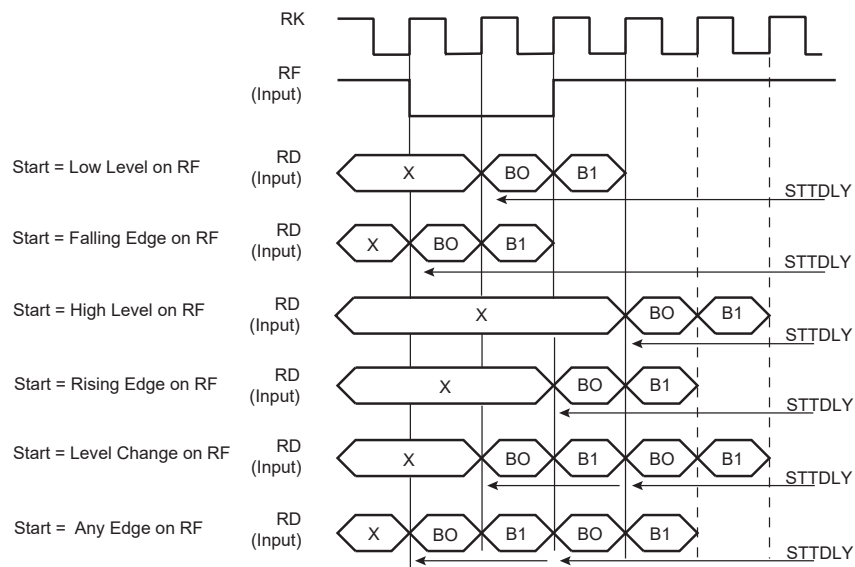 RK
RF
(Input)
Start = Low Level on RF
RD
(Input)
X
BO
B1
STTDLY
Start = Falling Edge on RF
RD
(Input)
X
BO
B1
STTDLY
Start = High Level on RF
RD
(Input)
X
BO
B1
STTDLY
Start = Rising Edge on RF
RD
(Input)
X
BO
B1
STTDLY
Start = Level Change on RF
RD
(Input)
X
BO
B1
BO
B1
STTDLY
Start = Any Edge on RF
RD
(Input)
X
BO
B1
BO
B1
STTDLY